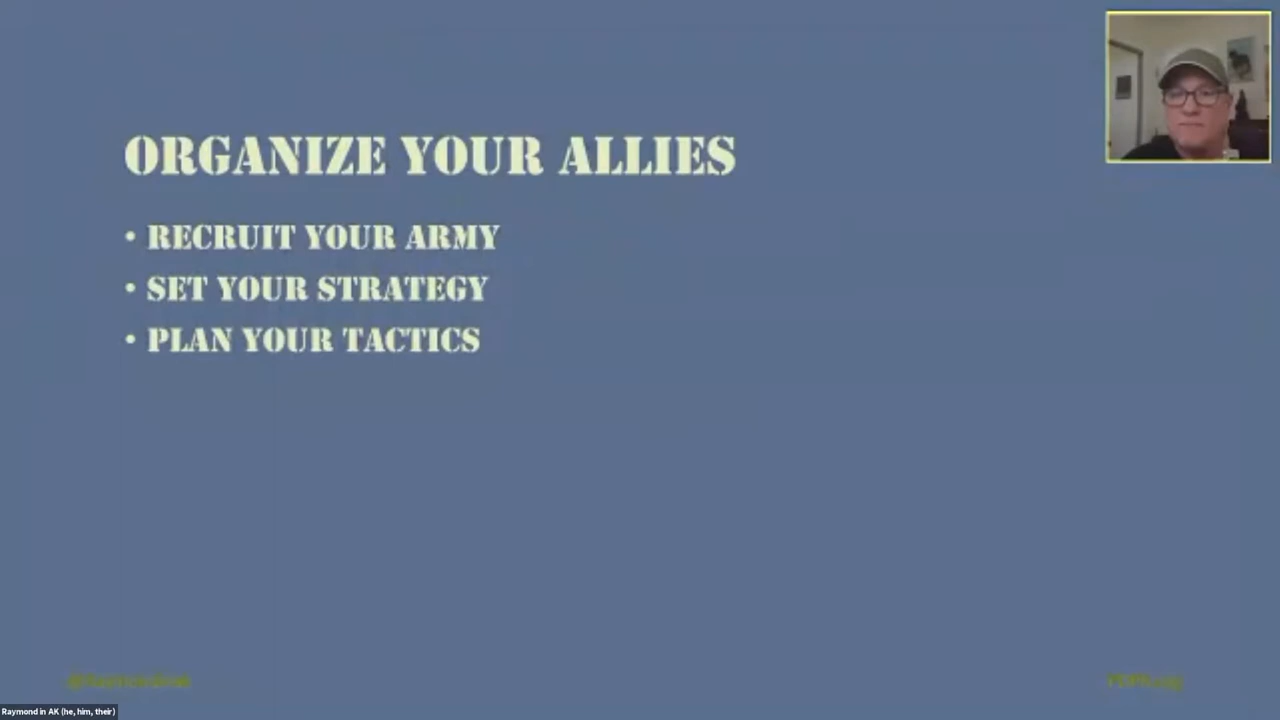 ORGANIZE YOUR ALLIES
• RECRUIT YOUR ARMY
• SET YOUR STRATEGY
• PLAN YOUR TACTICS
Raymond in AK (he, him, their)